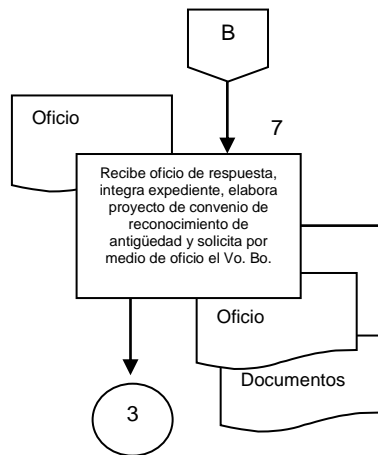 B
Oficio
7
Recibe oficio de respuesta,
integra expediente, elabora
proyecto de convenio de
reconocimiento de
antigüedad y solicita por
medio de oficio el Vo. Bo.
Oficio
Documentos
3